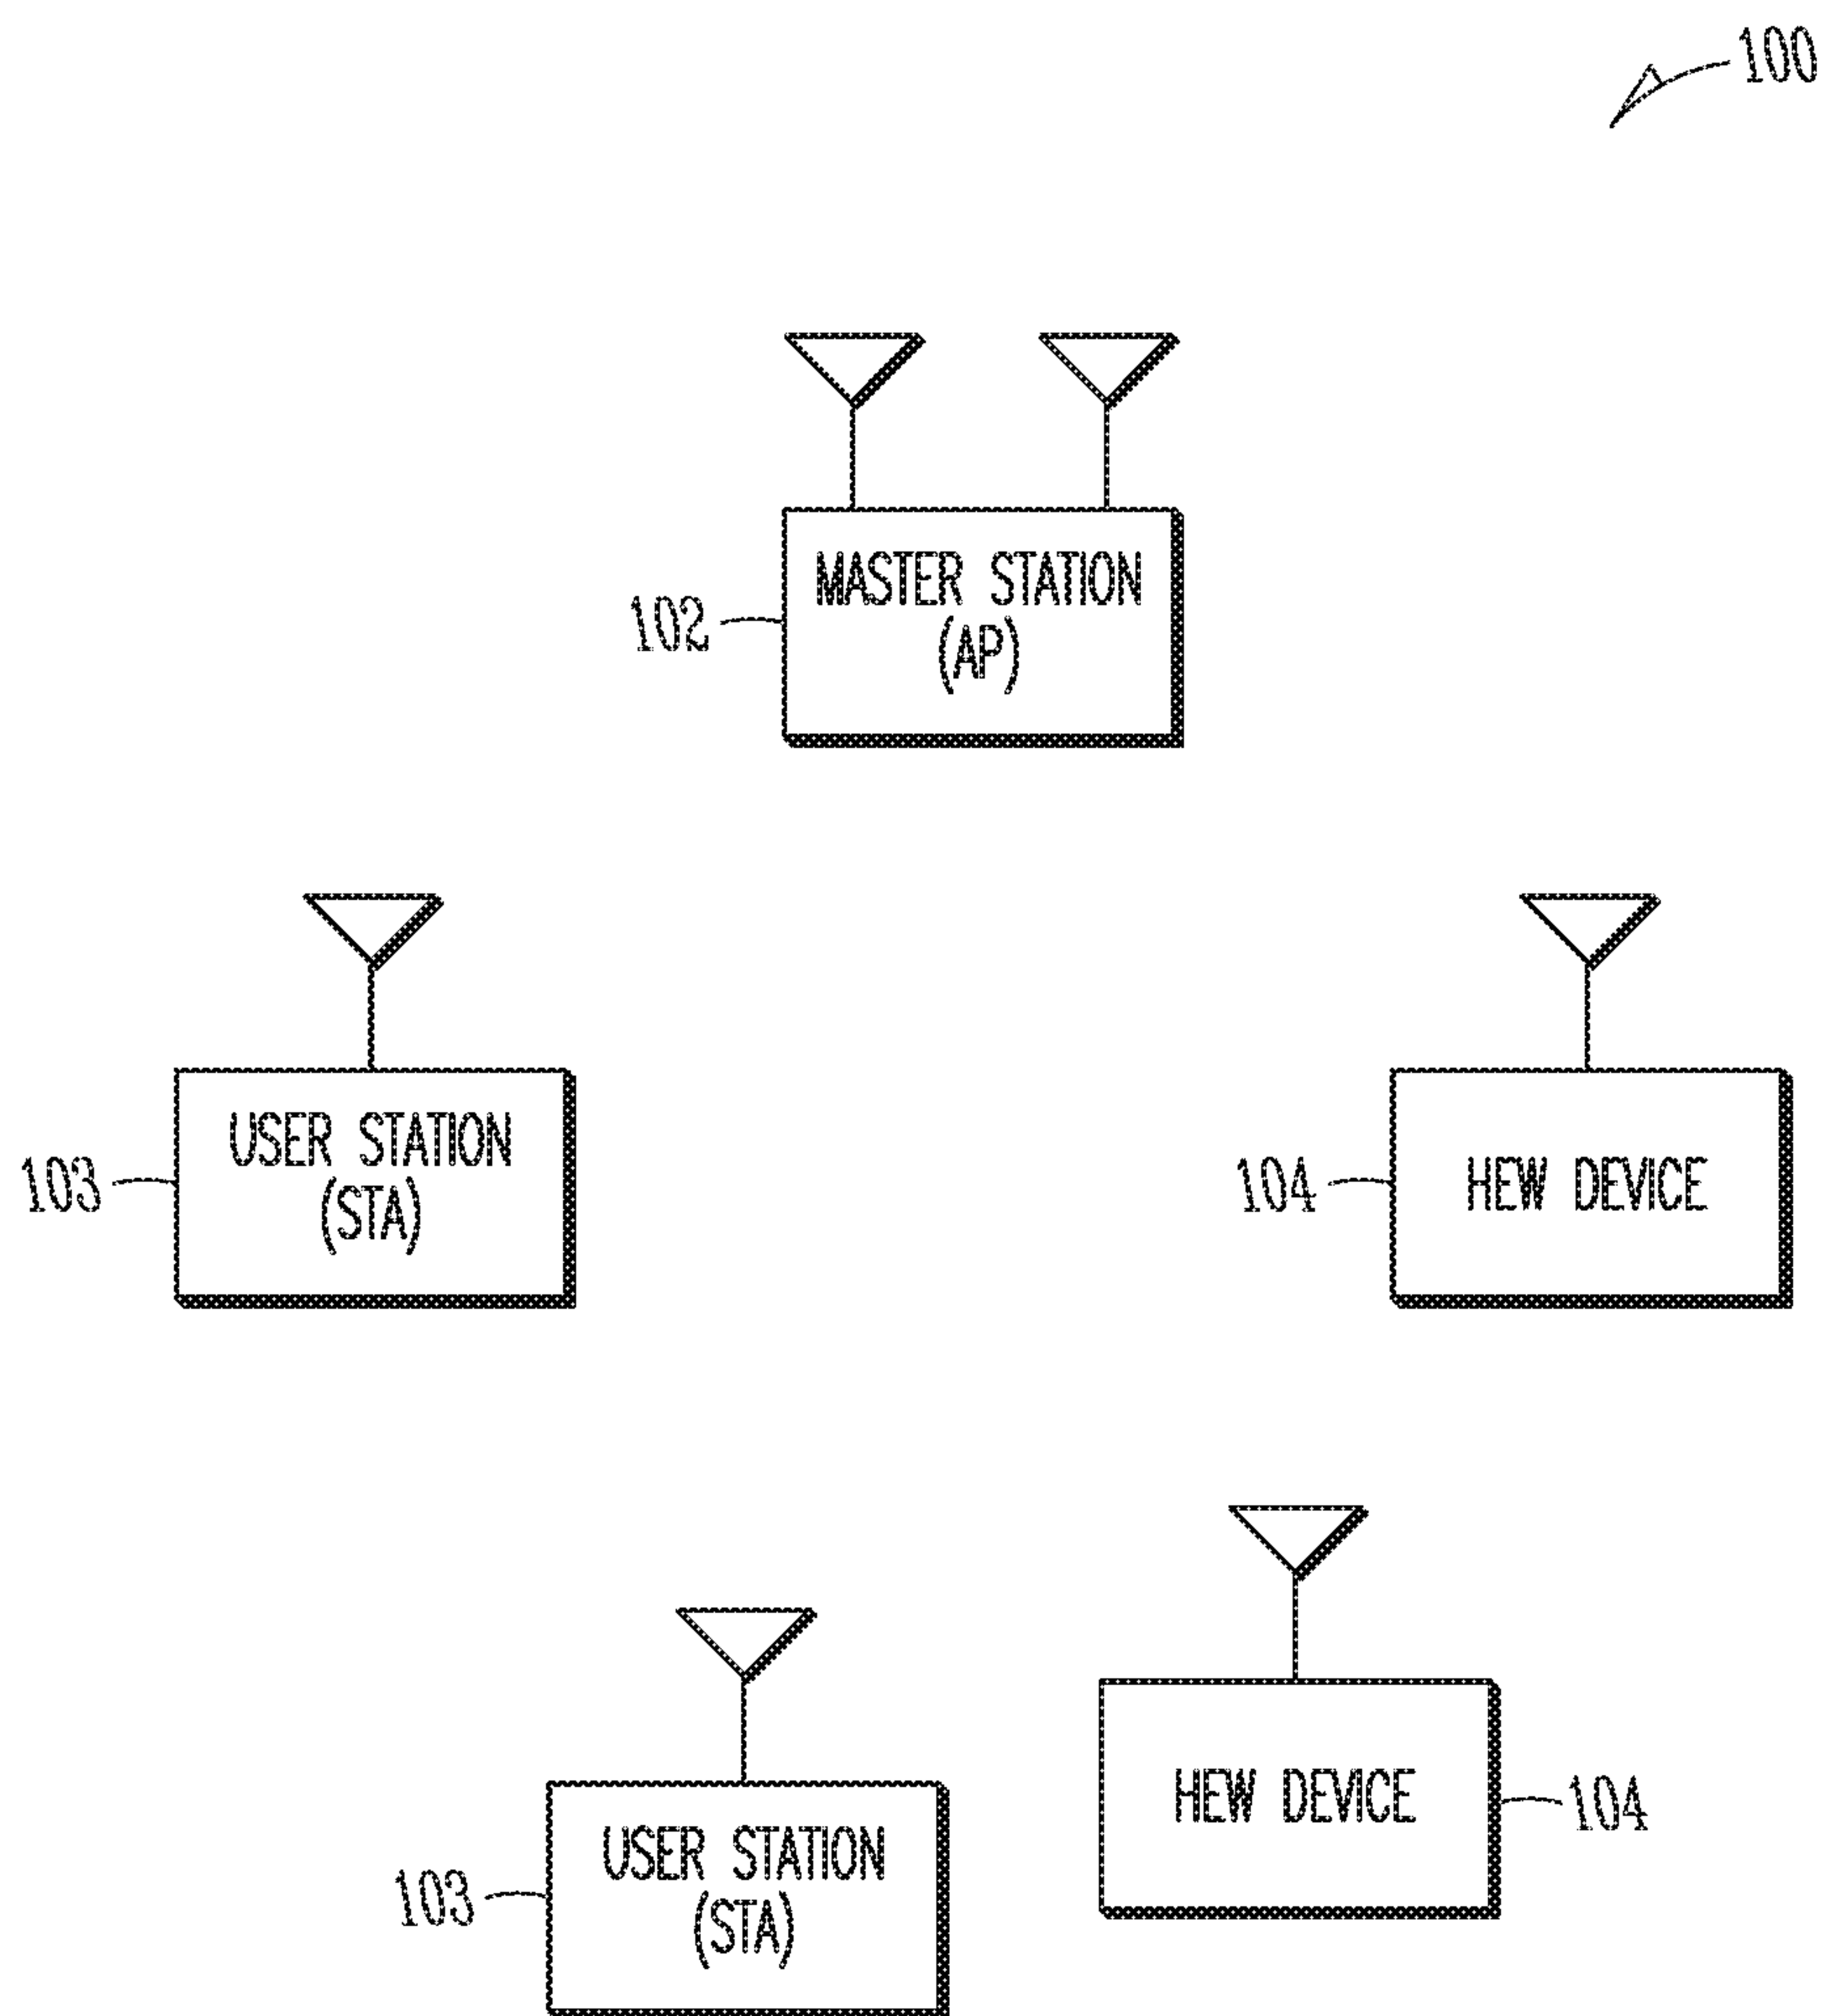 100
MASTER STATION
(AP)
102
USER STATION
(STA)
103
HEW DEVICE
104
HEW DEVICE
104
USER STATION
(STA)
103